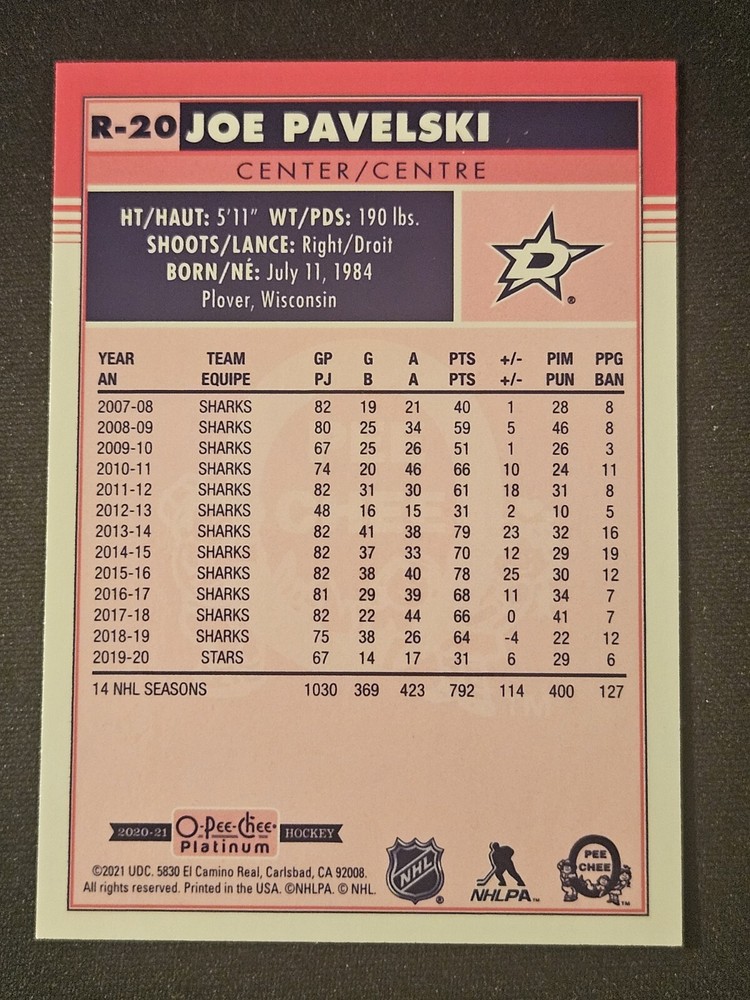 R-20 JOE PAVELSKI
CENTER/CENTRE
HT/HAUT: 5'11" WT/PDS: 190 lbs.
SHOOTS/LANCE: Right/Droit
BORN/NÉ: July 11, 1984
Plover, Wisconsin
D
®
YEAR TEAM GP G A PTS +/- PIM PPG
AN EQUIPE PJ B A PTS +/- PUN BAN
2007-08 SHARKS 82 19 21 40 1 28 8
2008-09 SHARKS 80 25 34 59 5 46 8
2009-10 SHARKS 67 25 26 51 1 26 3
2010-11 SHARKS 74 20 46 66 10 24 11
2011-12 SHARKS 82 31 30 61 18 31 8
2012-13 SHARKS 48 16 15 31 2 10 5
2013-14 SHARKS 82 41 38 79 23 32 16
2014-15 SHARKS 82 37 33 70 12 29 19
2015-16 SHARKS 82 38 40 78 25 30 12
2016-17 SHARKS 81 29 39 68 11 34 7
2017-18 SHARKS 82 22 44 66 0 41 7
2018-19 SHARKS 75 38 26 64 -4 22 12
2019-20 STARS 67 14 17 31 6 29 6
14 NHL SEASONS 1030 369 423 792 114 400 127
2020-21 O-Pee-Chee HOCKEY
Platinum
©2021 UDC. 5830 El Camino Real, Carlsbad, CA 92008.
All rights reserved. Printed in the USA. ©NHLPA. © NHL.
NHL ®
NHLPA™
PEE
CHEE
™